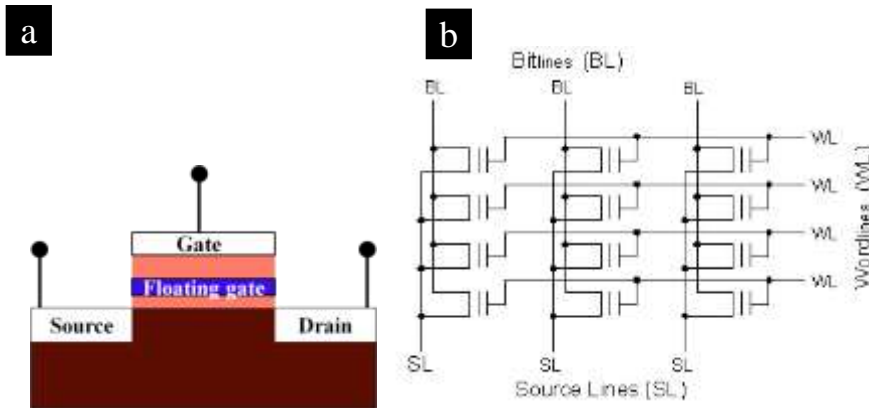 a
Gate
Floating gate
Source
Drain
b
Bitlines (BL)
BL
BL
BL
WL
WL
WL
WL
Wordlines (WL)
SL
SL
SL
Source Lines (SL)